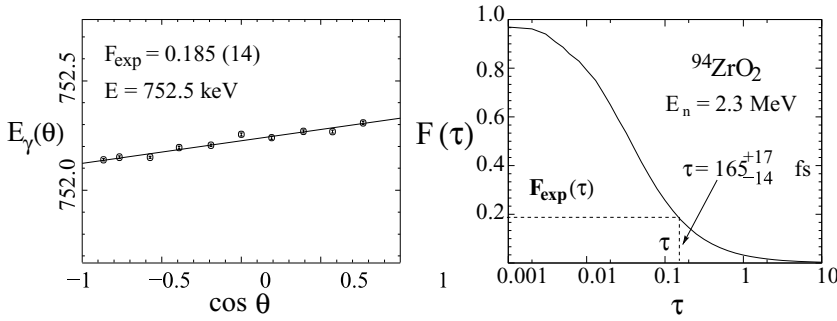 F_exp = 0.185 (14)
E = 752.5 keV
E_γ(θ)
752.5
752.0
−1
−0.5
0
0.5
1
cos θ
1.0
0.8
0.6
0.4
0.2
F(τ)
⁹⁴ZrO₂
E_n = 2.3 MeV
τ = 165 +17 −14 fs
F_exp(τ)
τ
0.001
0.01
0.1
1
10
τ